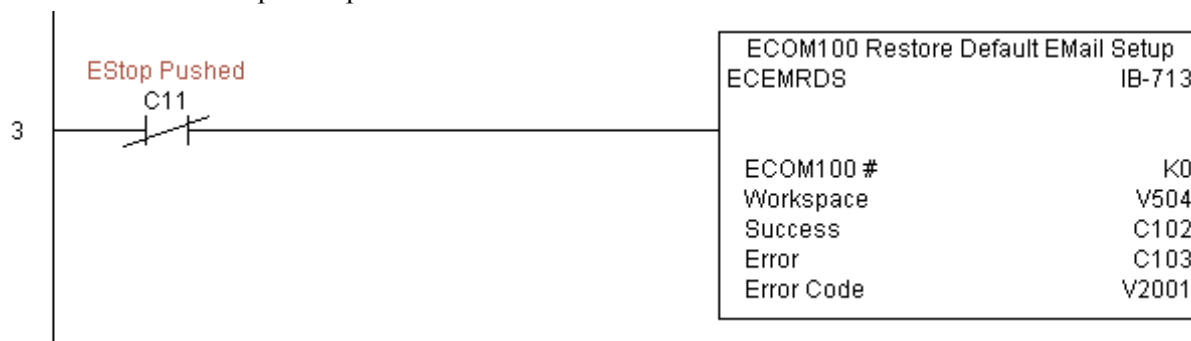 ECOM100 Restore Default EMail Setup
ECEMRDS IB-713
EStop Pushed
C11
3
ECOM100 # K0
Workspace V504
Success C102
Error C103
Error Code V2001